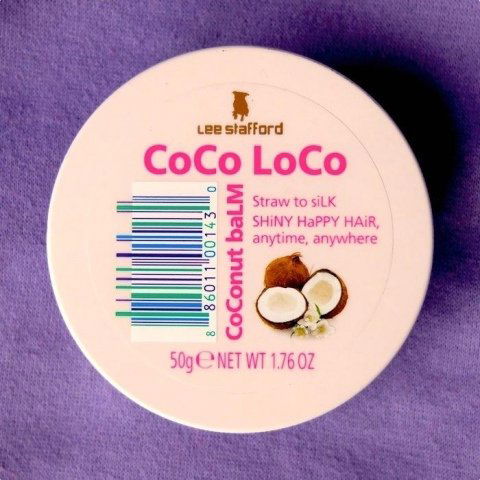 Lee Stafford
CoCo LoCo
CoConut baLM
Straw to siLK
SHiNY HaPPY HAiR,
anytime, anywhere
8 86011 00143 0
50g ℮ NET WT 1.76 OZ